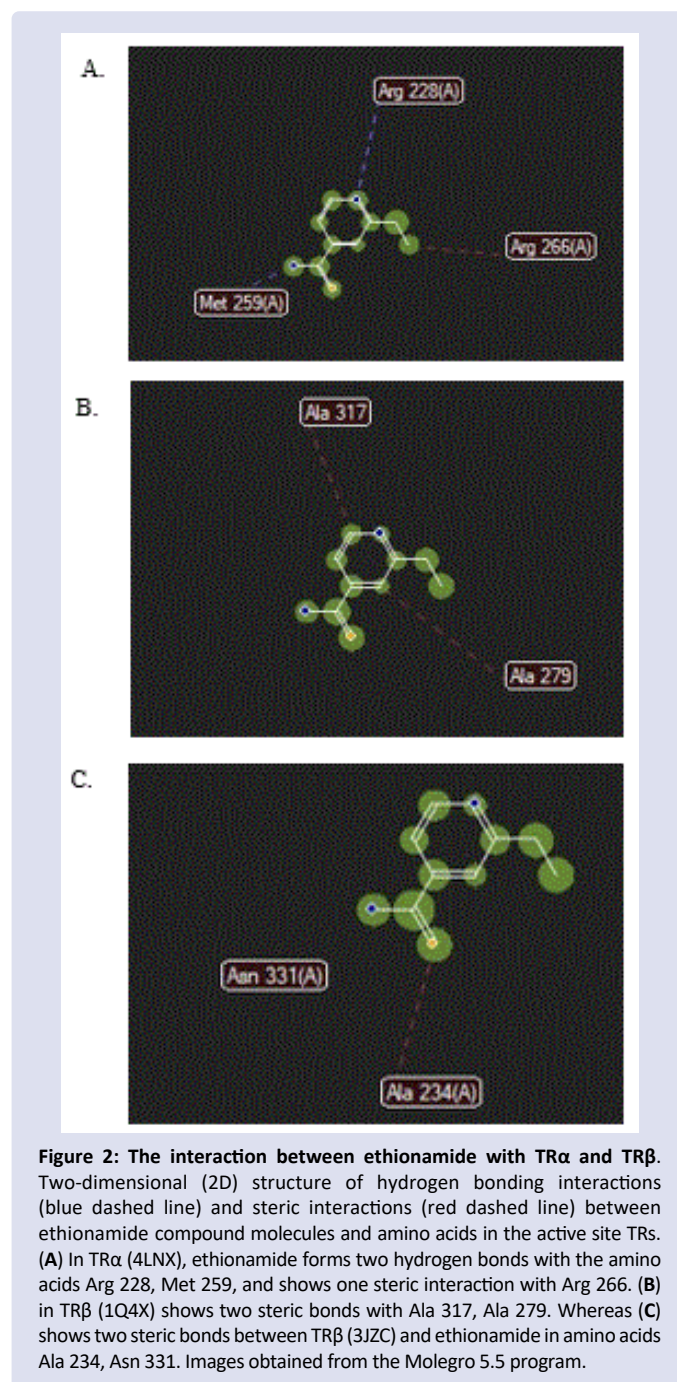 A.
Arg 228(A)
Arg 266(A)
Met 259(A)
B.
Ala 317
Ala 279
C.
Asn 331(A)
Ala 234(A)
Figure 2: The interaction between ethionamide with TRα and TRβ.
Two-dimensional (2D) structure of hydrogen bonding interactions
(blue dashed line) and steric interactions (red dashed line) between
ethionamide compound molecules and amino acids in the active site TRs.
(A) In TRα (4LNX), ethionamide forms two hydrogen bonds with the amino
acids Arg 228, Met 259, and shows one steric interaction with Arg 266. (B)
in TRβ (1Q4X) shows two steric bonds with Ala 317, Ala 279. Whereas (C)
shows two steric bonds between TRβ (3JZC) and ethionamide in amino acids
Ala 234, Asn 331. Images obtained from the Molegro 5.5 program.